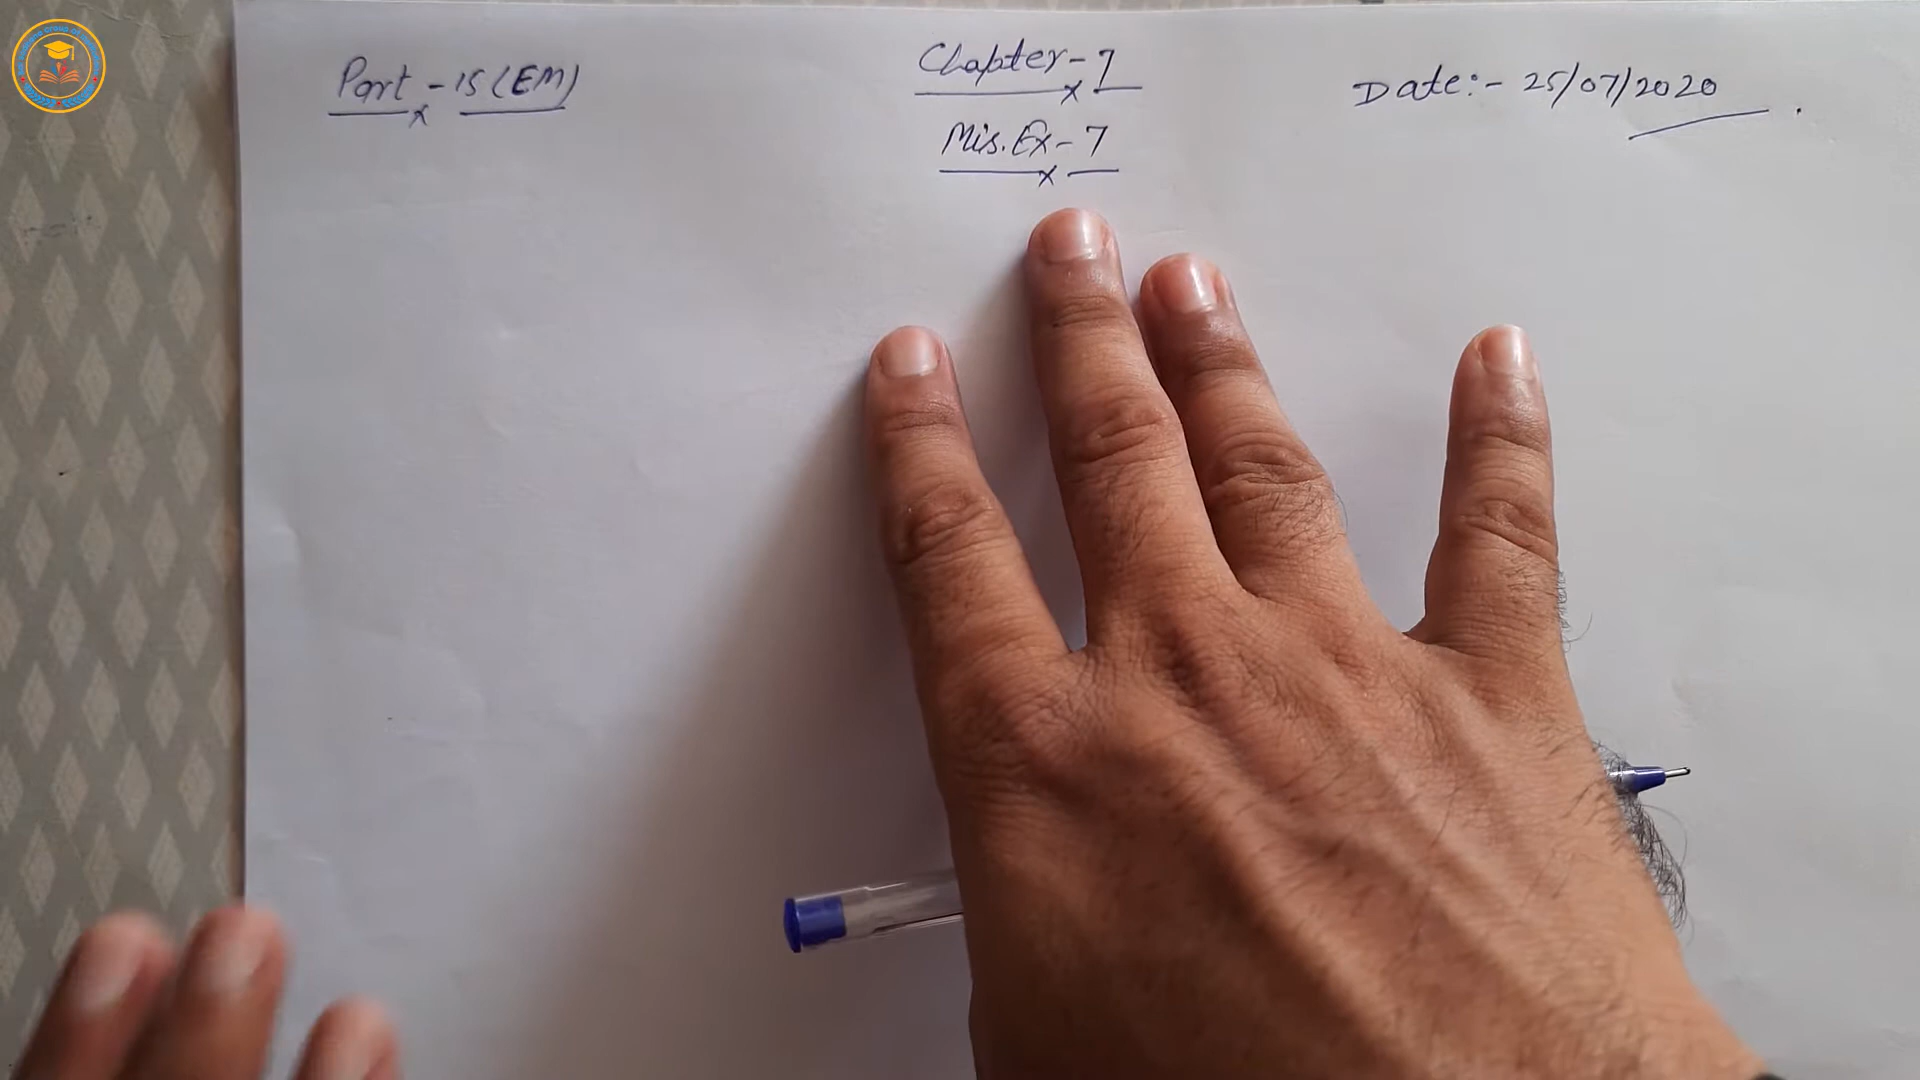 Part - 15 (EM)
Chapter - 7
Mis. Ex - 7
Date:- 25/07/2020